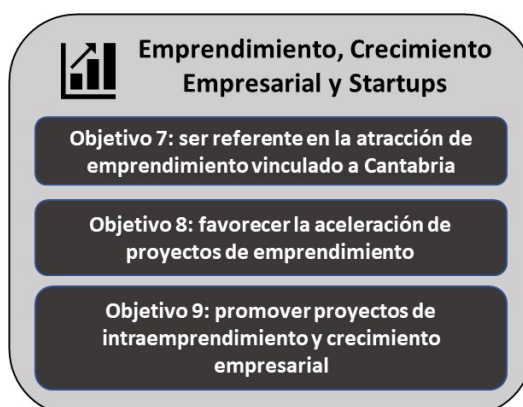 Emprendimiento, Crecimiento
Empresarial y Startups
Objetivo 7: ser referente en la atracción de
emprendimiento vinculado a Cantabria
Objetivo 8: favorecer la aceleración de
proyectos de emprendimiento
Objetivo 9: promover proyectos de
intraemprendimiento y crecimiento
empresarial